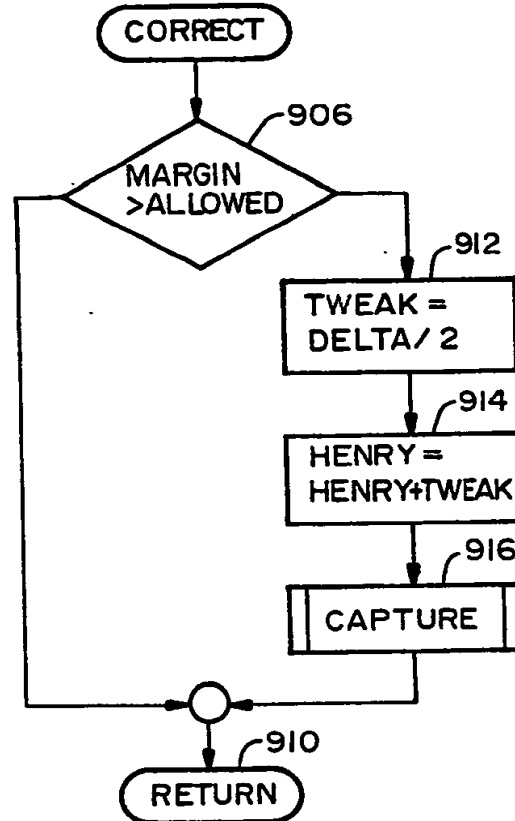 CORRECT
906
MARGIN
>ALLOWED
912
TWEAK =
DELTA / 2
914
HENRY =
HENRY+TWEAK
916
CAPTURE
910
RETURN